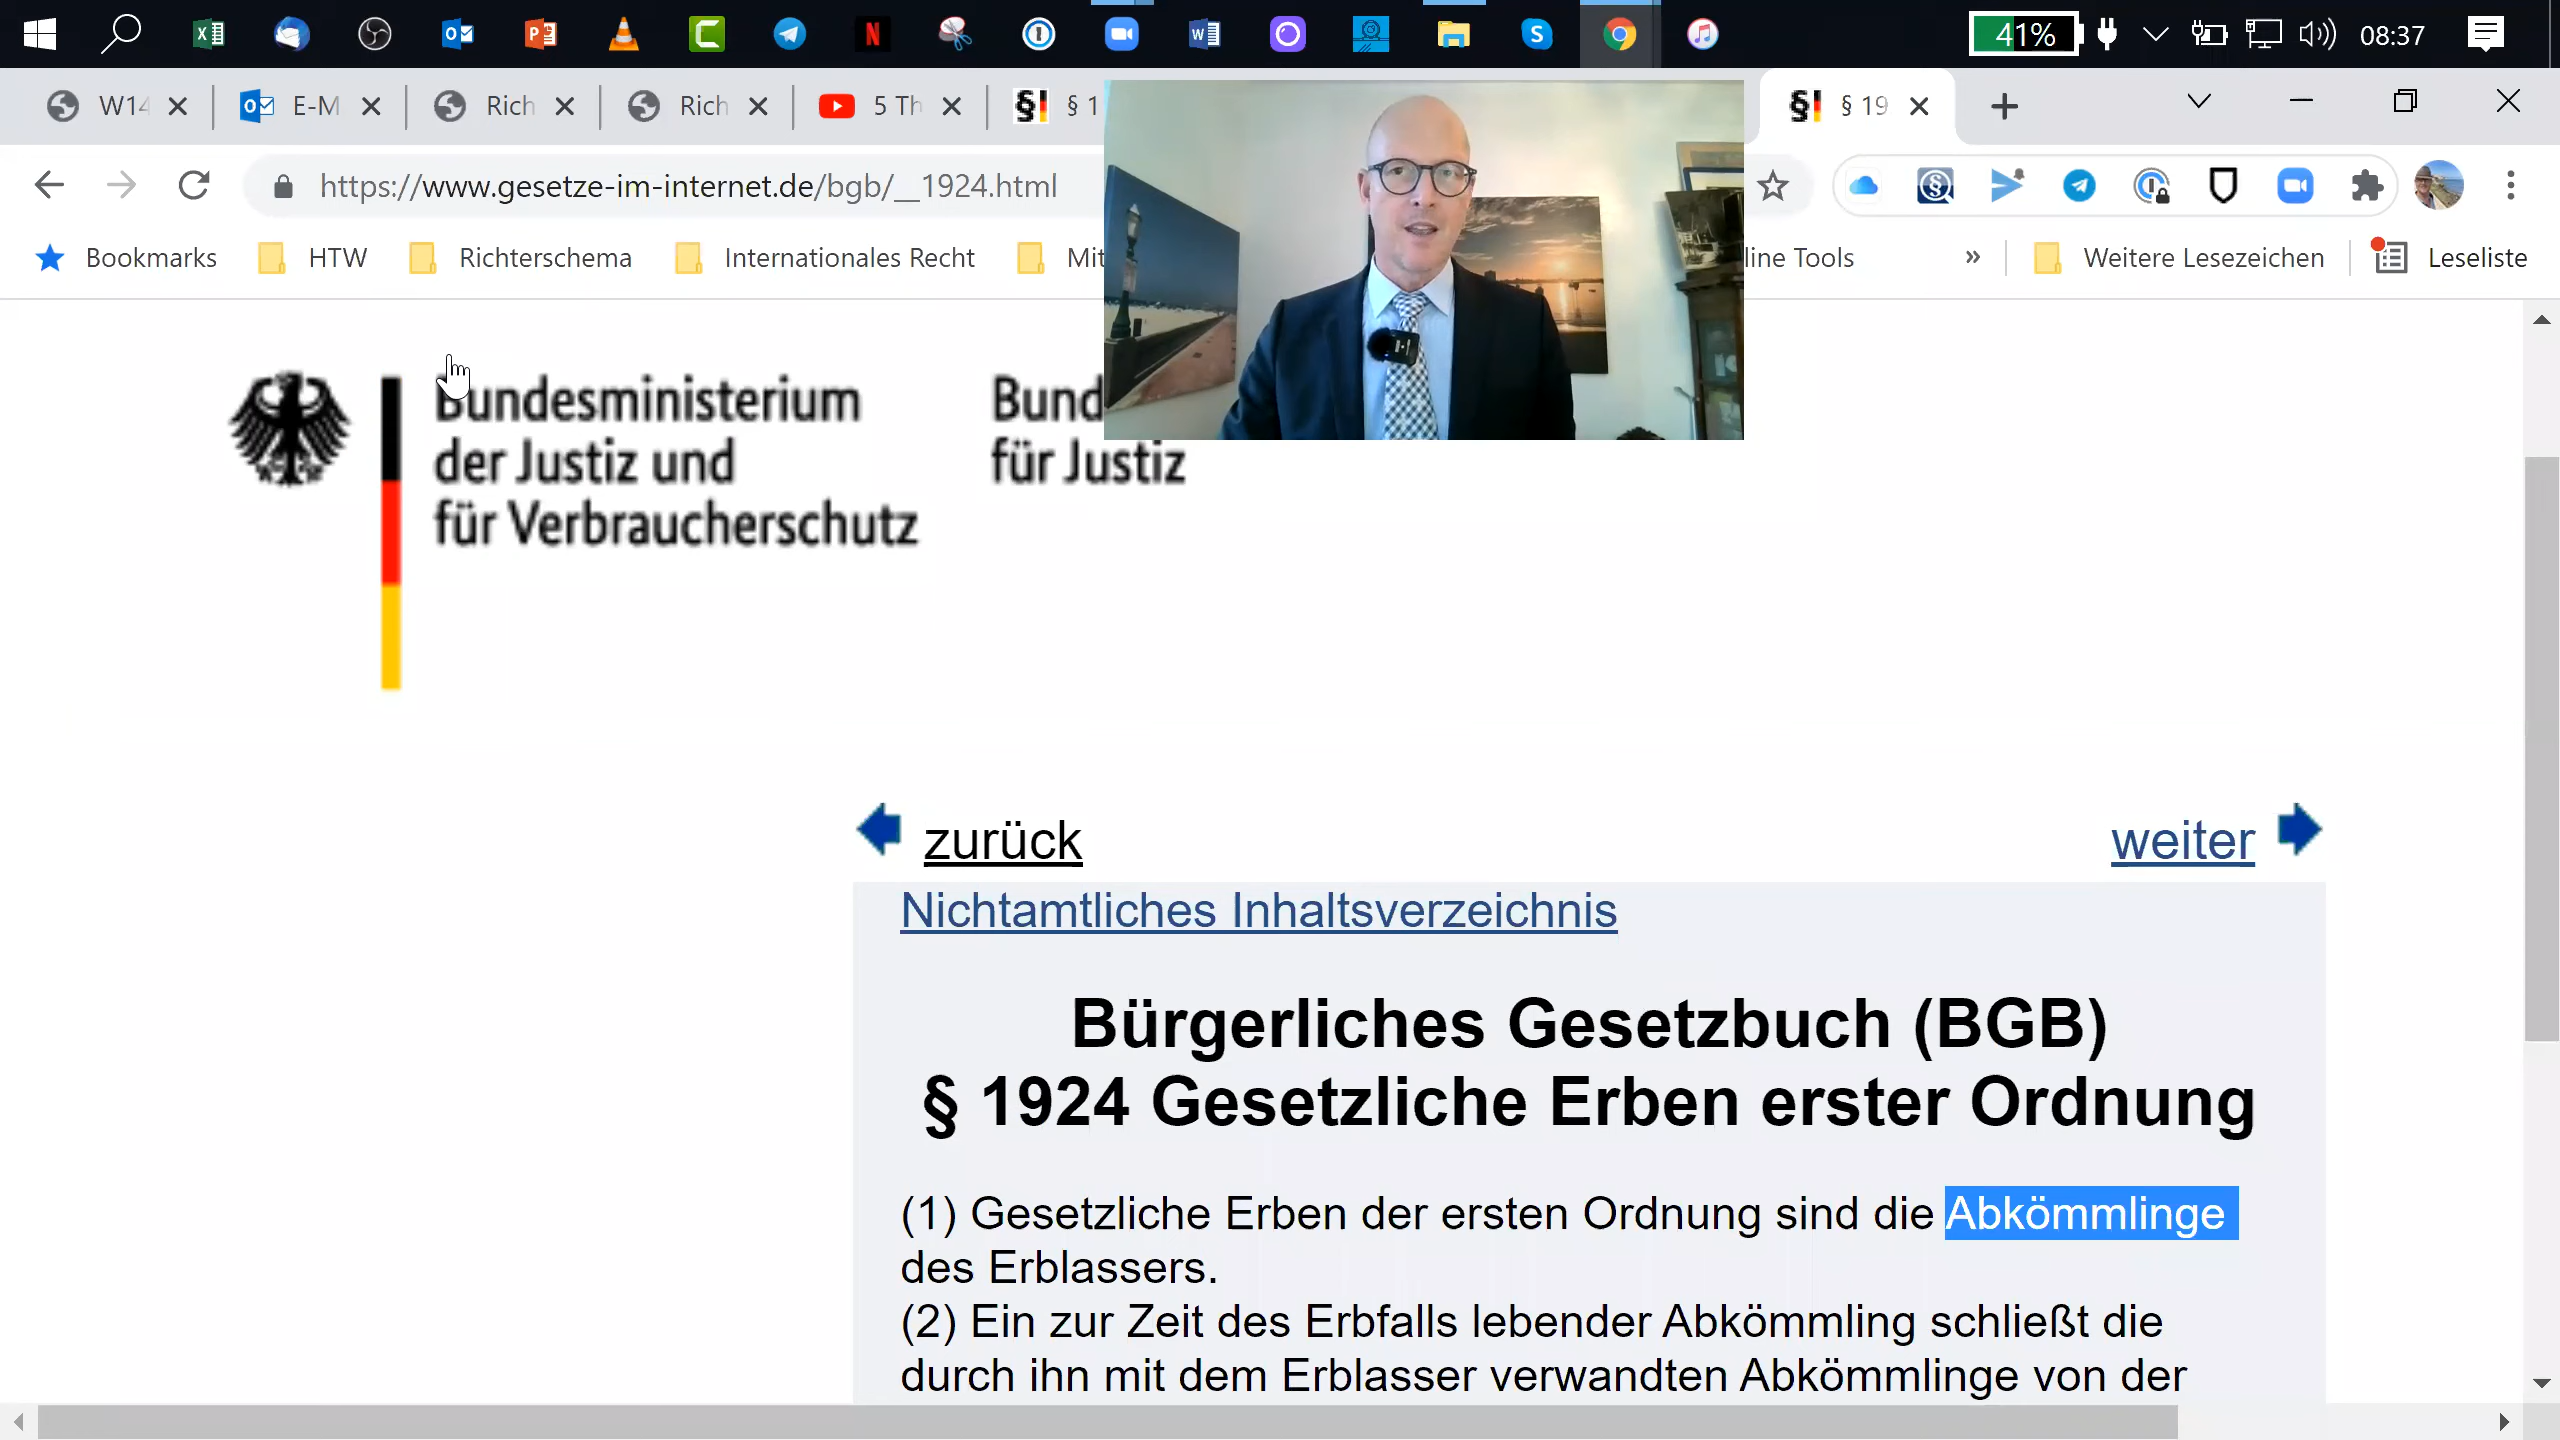 41% 08:37
W14 E-M Rich Rich 5 Th § 1 § 19
https://www.gesetze-im-internet.de/bgb/__1924.html
Bookmarks HTW Richterschema Internationales Recht Mit line Tools » Weitere Lesezeichen Leseliste
Bundesministerium
der Justiz und
für Verbraucherschutz
Bund
für Justiz
zurück weiter
Nichtamtliches Inhaltsverzeichnis
Bürgerliches Gesetzbuch (BGB)
§ 1924 Gesetzliche Erben erster Ordnung
(1) Gesetzliche Erben der ersten Ordnung sind die Abkömmlinge
des Erblassers.
(2) Ein zur Zeit des Erbfalls lebender Abkömmling schließt die
durch ihn mit dem Erblasser verwandten Abkömmlinge von der